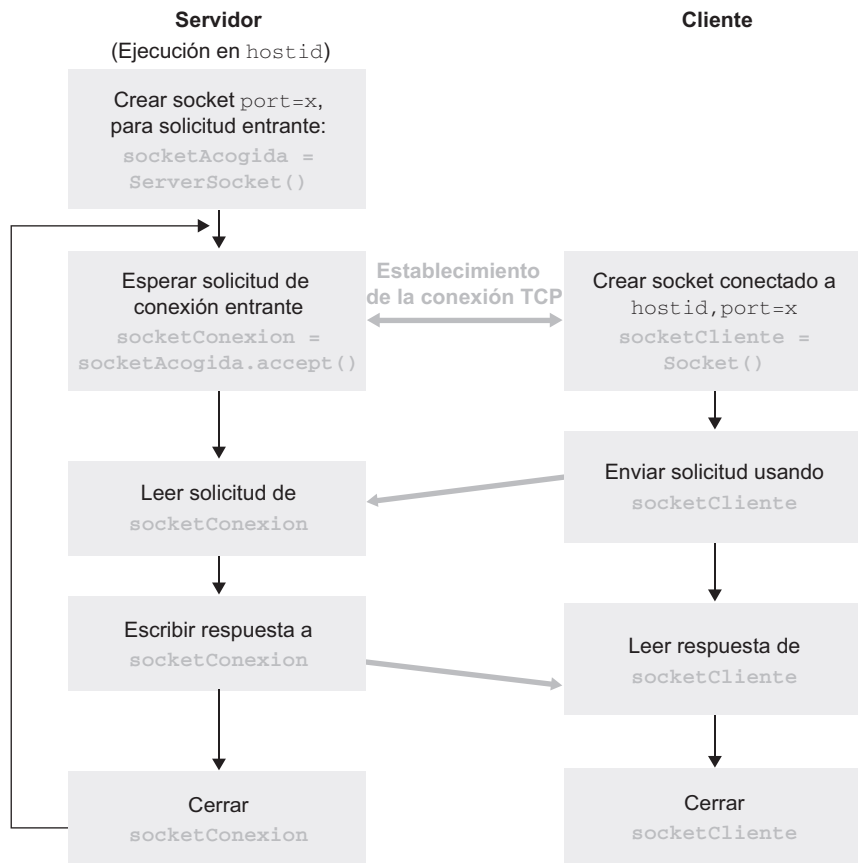 Servidor
(Ejecución en hostid)
Crear socket port=x,
para solicitud entrante:
socketAcogida =
ServerSocket()
Esperar solicitud de
conexión entrante
socketConexion =
socketAcogida.accept()
Leer solicitud de
socketConexion
Escribir respuesta a
socketConexion
Cerrar
socketConexion
Establecimiento
de la conexión TCP
Cliente
Crear socket conectado a
hostid,port=x
socketCliente =
Socket()
Enviar solicitud usando
socketCliente
Leer respuesta de
socketCliente
Cerrar
socketCliente